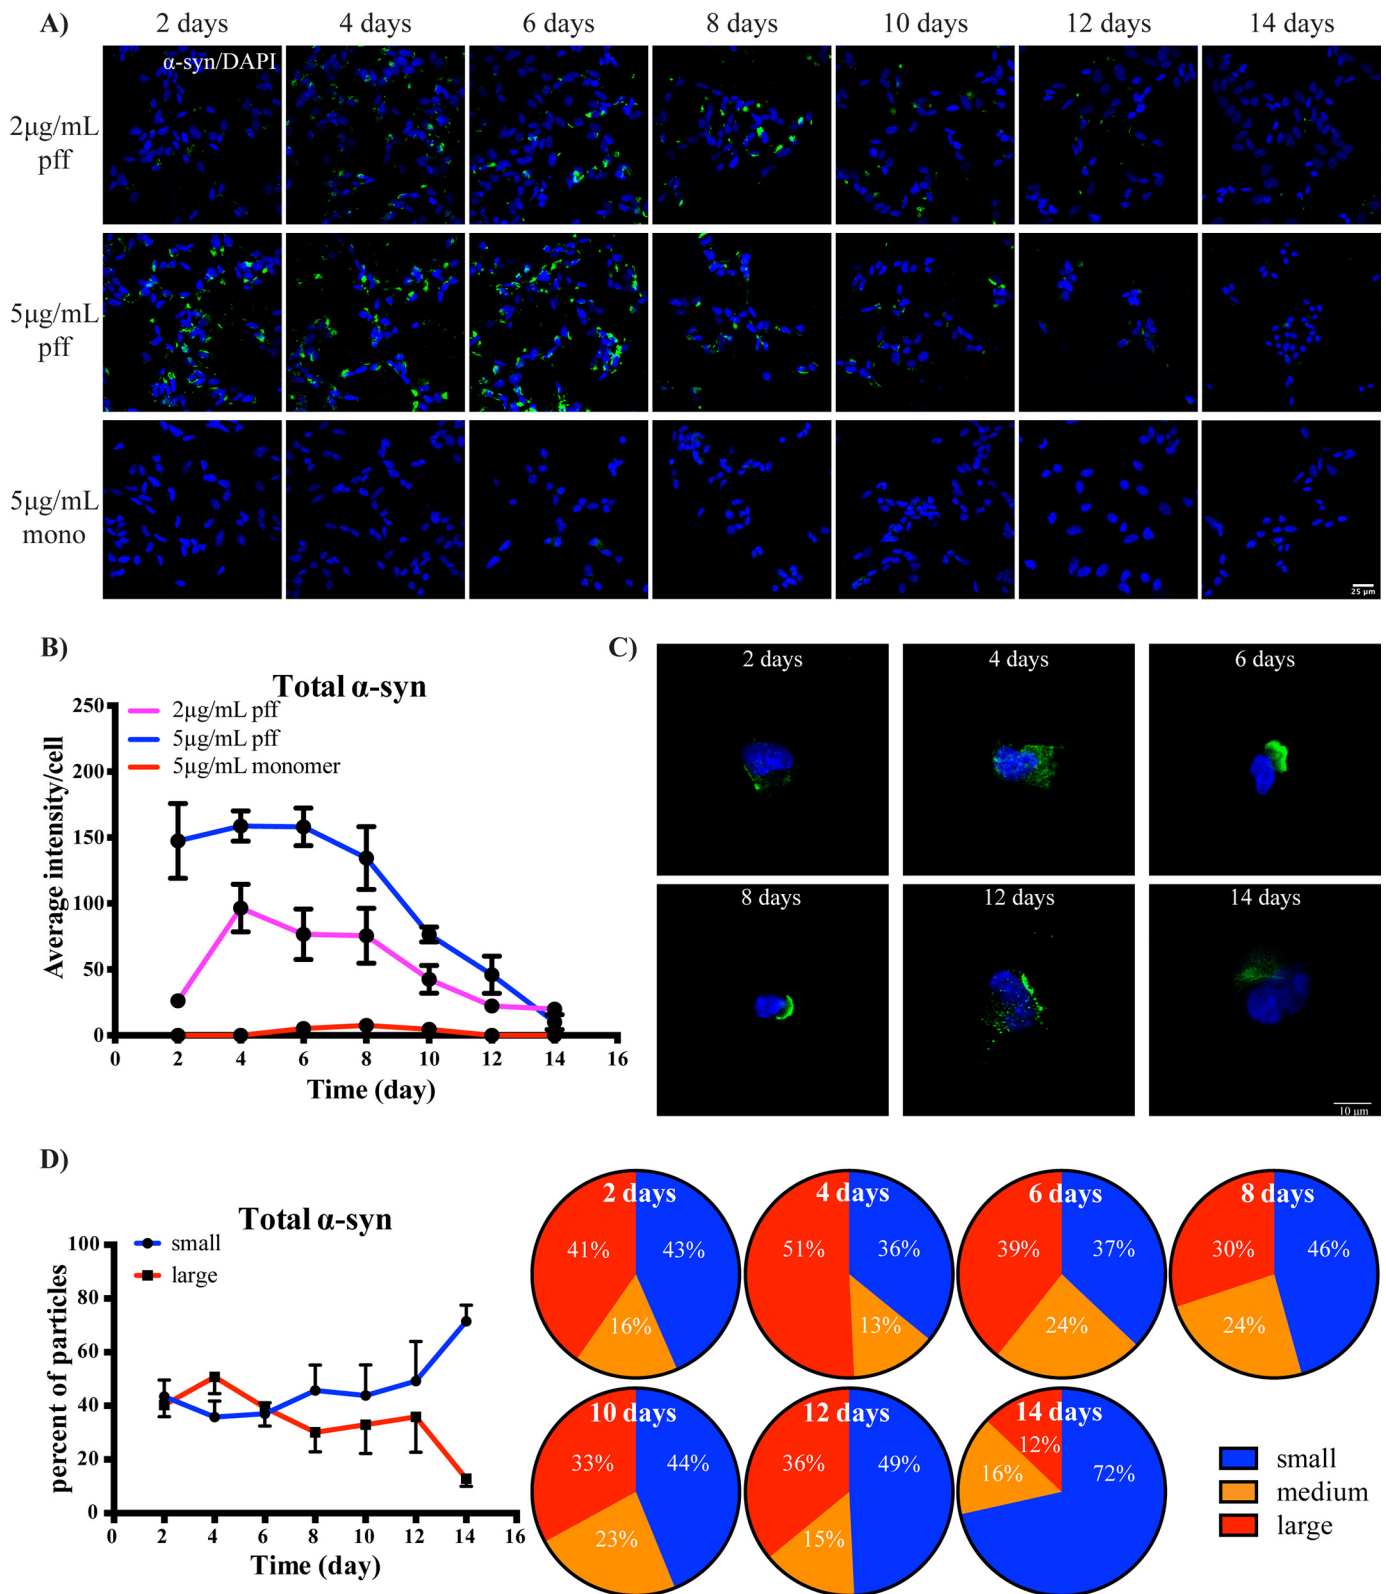 A) 2 days 4 days 6 days 8 days 10 days 12 days 14 days
α-syn/DAPI
2µg/mL
pff
5µg/mL
pff
5µg/mL
mono
25 µm
B)
Total α-syn
2µg/mL pff
5µg/mL pff
5µg/mL monomer
Average intensity/cell
250
200
150
100
50
0
0 2 4 6 8 10 12 14 16
Time (day)
C)
2 days 4 days 6 days
8 days 12 days 14 days
10 µm
D)
Total α-syn
small
large
percent of particles
100
80
60
40
20
0
0 2 4 6 8 10 12 14 16
Time (day)
2 days
41% 43%
16%
4 days
51% 36%
13%
6 days
39% 37%
24%
8 days
30% 46%
24%
10 days
33% 44%
23%
12 days
36% 49%
15%
14 days
12%
16% 72%
small
medium
large